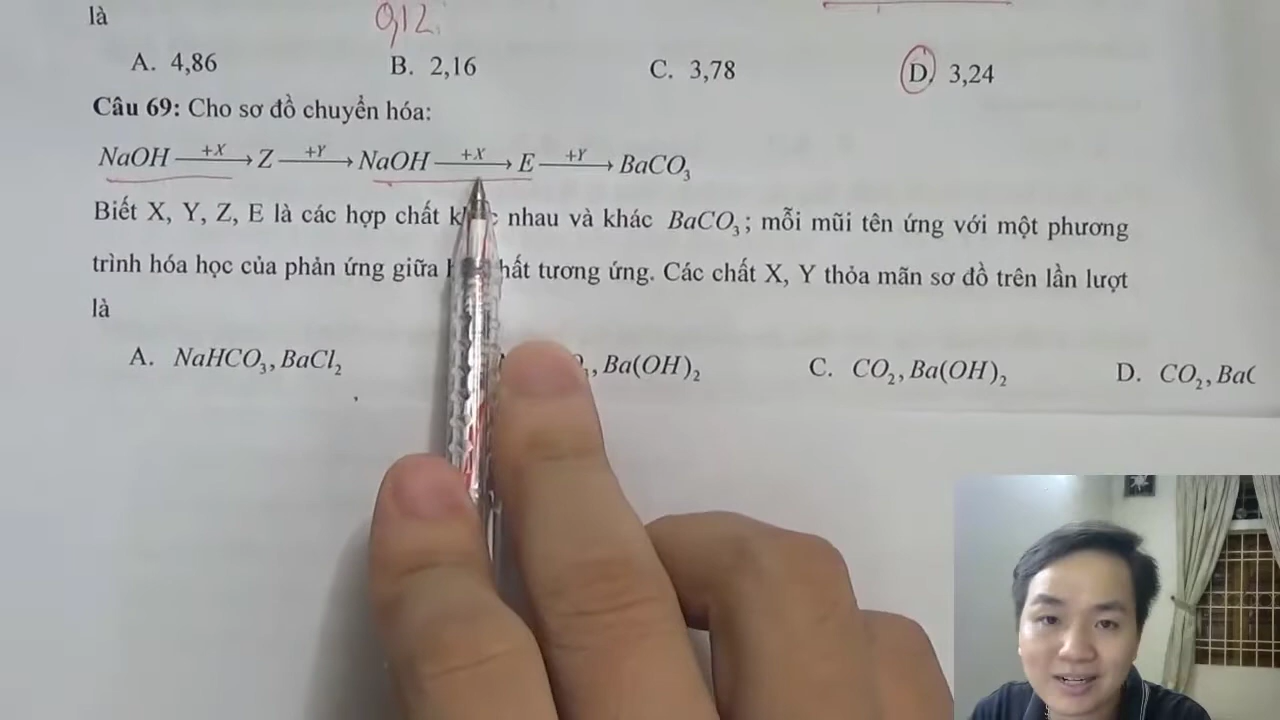 là
0,12.
A. 4,86 B. 2,16 C. 3,78 D. 3,24
Câu 69: Cho sơ đồ chuyển hóa:
NaOH —+X→ Z —+Y→ NaOH —+X→ E —+Y→ BaCO₃
Biết X, Y, Z, E là các hợp chất nhau và khác BaCO₃; mỗi mũi tên ứng với một phương
trình hóa học của phản ứng giữa tương ứng. Các chất X, Y thỏa mãn sơ đồ trên lần lượt
là
A. NaHCO₃, BaCl₂ , Ba(OH)₂ C. CO₂, Ba(OH)₂ D. CO₂,